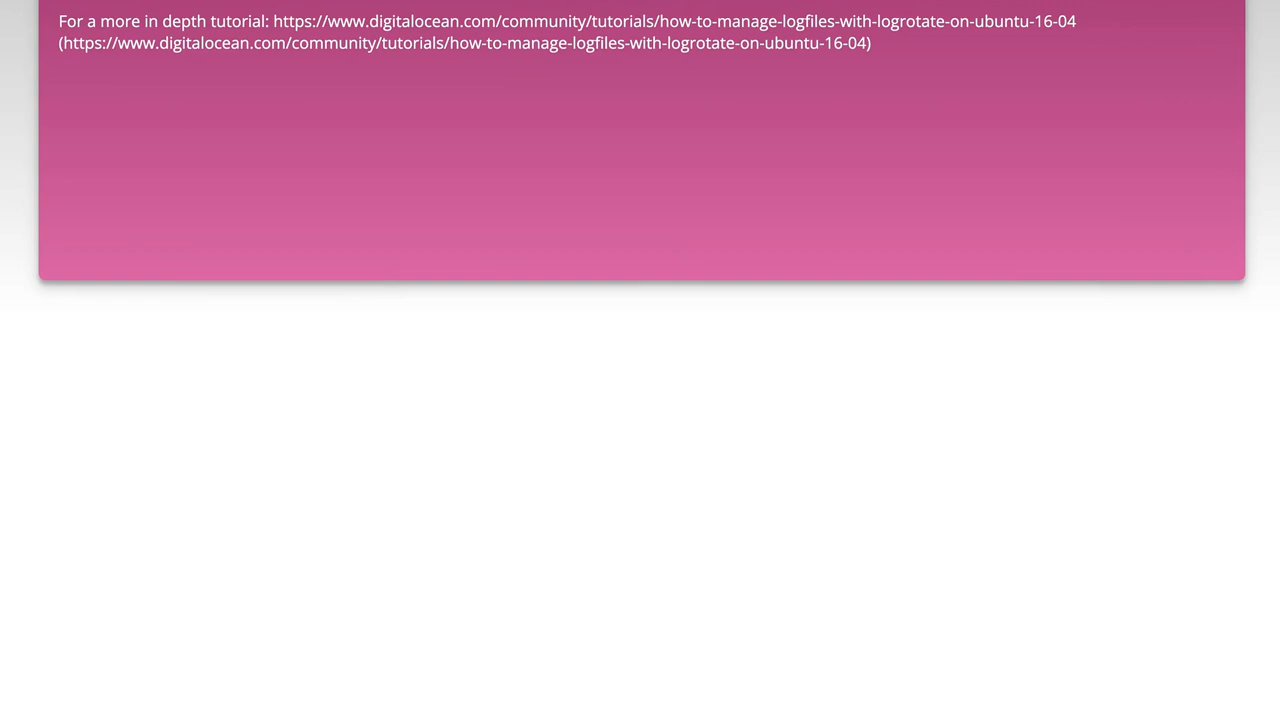 For a more in depth tutorial: https://www.digitalocean.com/community/tutorials/how-to-manage-logfiles-with-logrotate-on-ubuntu-16-04
(https://www.digitalocean.com/community/tutorials/how-to-manage-logfiles-with-logrotate-on-ubuntu-16-04)